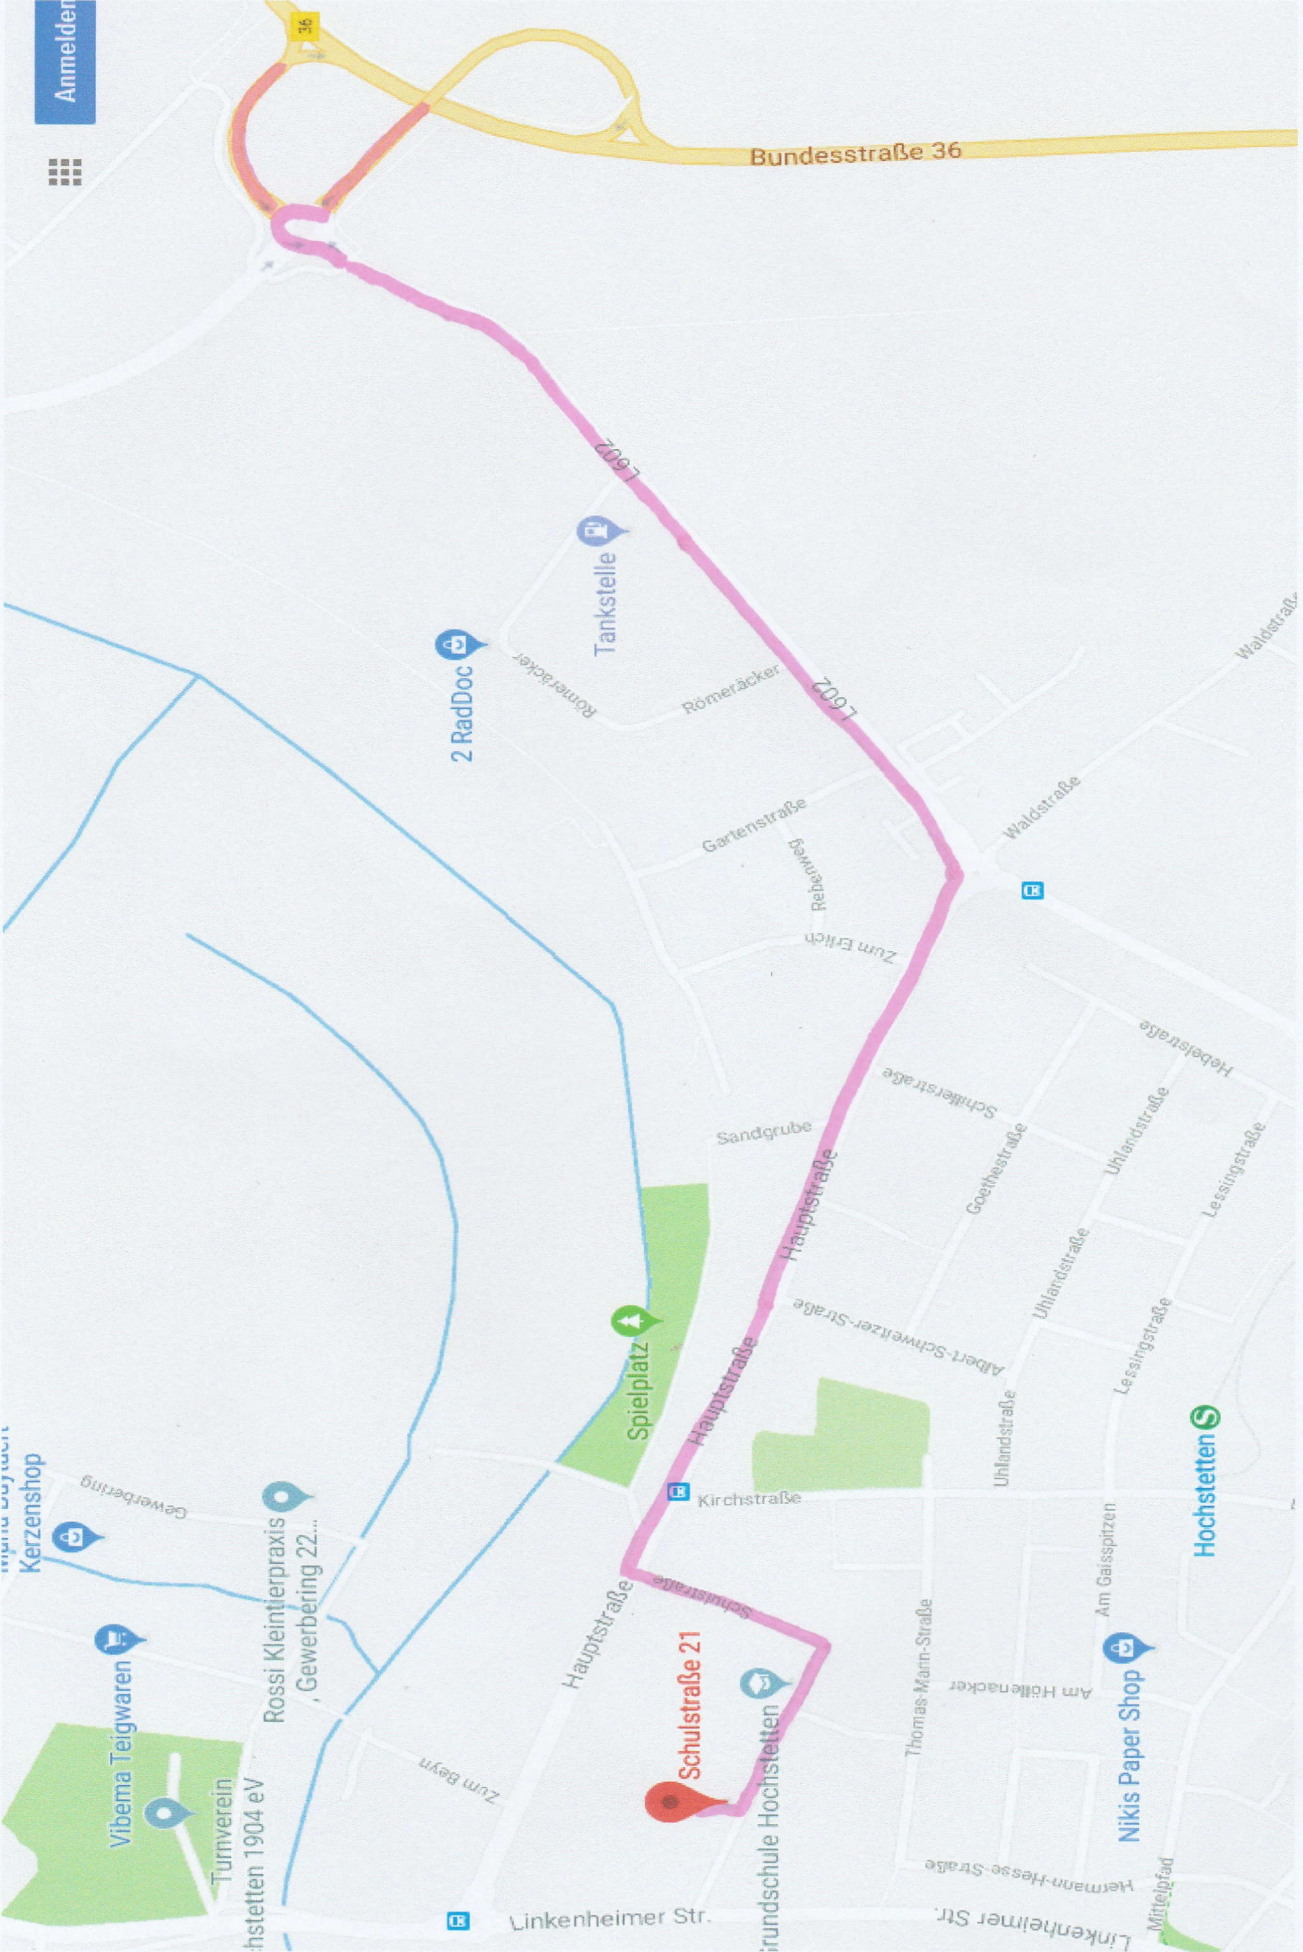 Anmelden
36
Bundesstraße 36
L602
Tankstelle
2 RadDoc
Römeräcker
Römeräcker
L602
Waldstraße
Waldstraße
Gartenstraße
Rebenweg
Zum Erlich
Hebelstraße
Schillerstraße
Sandgrube
Hauptstraße
Goethestraße
Uhlandstraße
Lessingstraße
Uhlandstraße
Albert-Schweitzer-Straße
Hauptstraße
Spielplatz
Lessingstraße
Uhlandstraße
Hochstetten
Kirchstraße
Kerzenshop
Gewerbering
Rossi Kleintierpraxis
, Gewerbering 22...
Am Gaisspitzen
Schulstraße
Hauptstraße
Schulstraße 21
Thomas-Mann-Straße
Am Höllenacker
Nikis Paper Shop
Vibema Teigwaren
Zum Beyn
Grundschule Hochstetten
Turnverein
hstetten 1904 eV
Hermann-Hesse-Straße
Mittelpfad
Linkenheimer Str.
Linkenheimer Str.